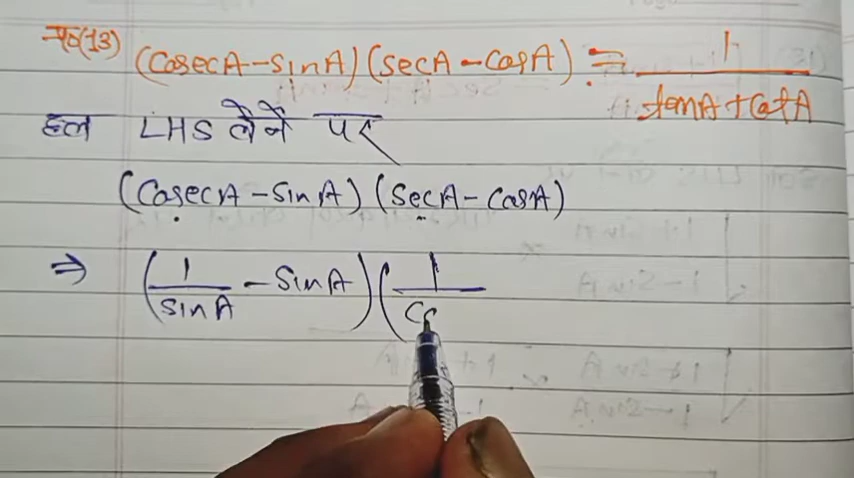 प्र०(13) (CosecA-sinA)(secA-cosA) = 1/(tanA+CotA)
हल LHS लेने पर
(CosecA-SinA)(SecA-CosA)
⇒ (1/sinA - SinA)(1/Co